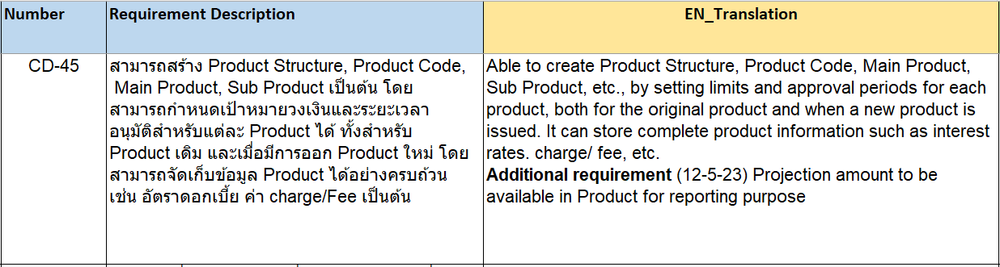 Number
Requirement Description
EN_Translation
CD-45
สามารถสร้าง Product Structure, Product Code,
Main Product, Sub Product เป็นต้น โดย
สามารถกำหนดเป้าหมายวงเงินและระยะเวลา
อนุมัติสำหรับแต่ละ Product ได้ ทั้งสำหรับ
Product เดิม และเมื่อมีการออก Product ใหม่ โดย
สามารถจัดเก็บข้อมูล Product ได้อย่างครบถ้วน
เช่น อัตราดอกเบี้ย ค่า charge/Fee เป็นต้น
Able to create Product Structure, Product Code, Main Product,
Sub Product, etc., by setting limits and approval periods for each
product, both for the original product and when a new product is
issued. It can store complete product information such as interest
rates. charge/ fee, etc.
Additional requirement (12-5-23) Projection amount to be
available in Product for reporting purpose